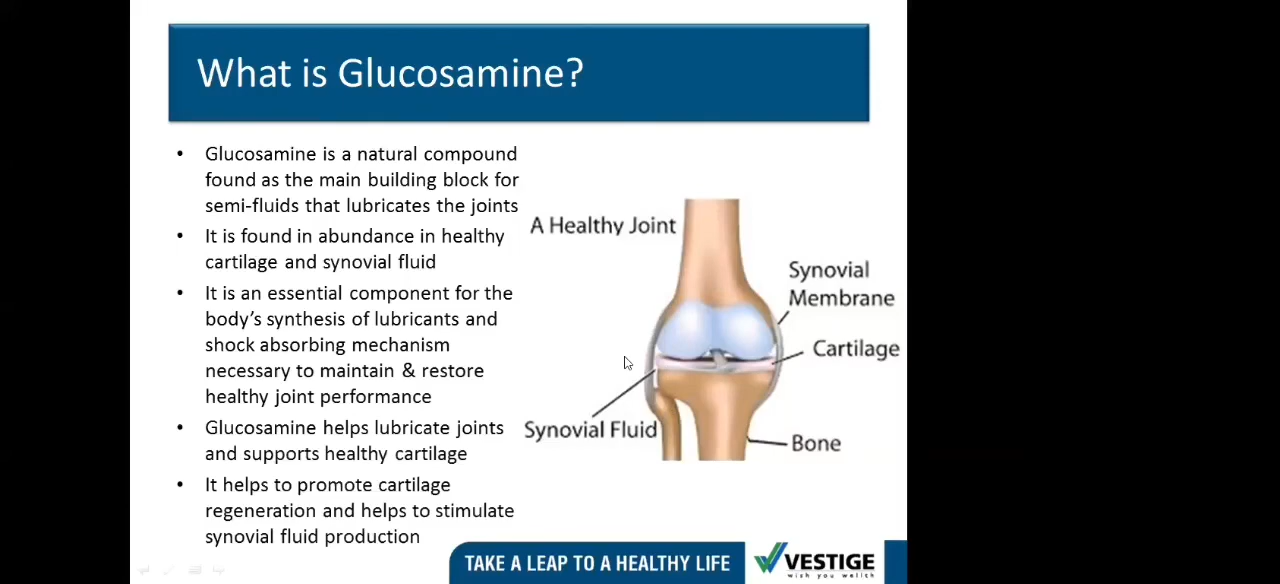 What is Glucosamine?
• Glucosamine is a natural compound
found as the main building block for
semi-fluids that lubricates the joints
• It is found in abundance in healthy
cartilage and synovial fluid
• It is an essential component for the
body's synthesis of lubricants and
shock absorbing mechanism
necessary to maintain & restore
healthy joint performance
• Glucosamine helps lubricate joints
and supports healthy cartilage
• It helps to promote cartilage
regeneration and helps to stimulate
synovial fluid production
A Healthy Joint
Synovial
Membrane
Cartilage
Synovial Fluid
Bone
TAKE A LEAP TO A HEALTHY LIFE
VESTIGE
wish you wellth